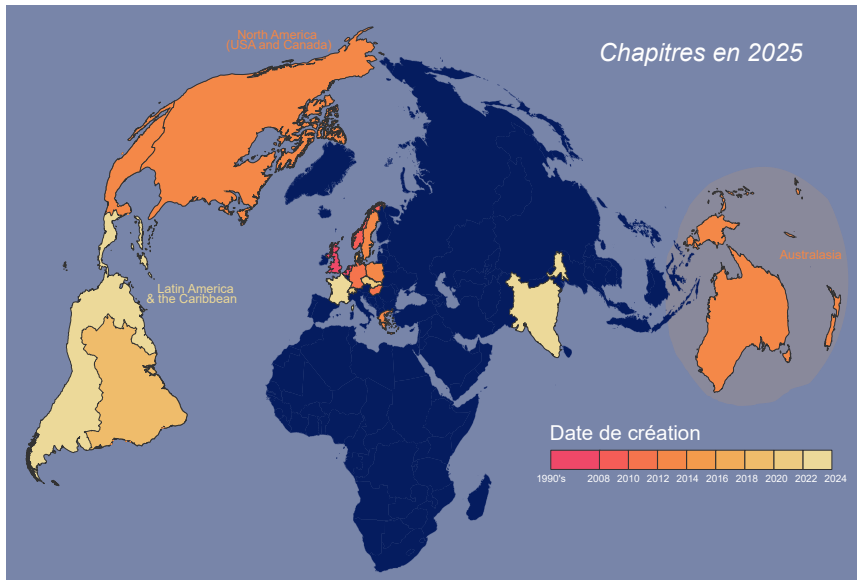 North America
(USA and Canada)
Chapitres en 2025
Australasia
Latin America
& the Caribbean
Date de création
1990's 2008 2010 2012 2014 2016 2018 2020 2022 2024